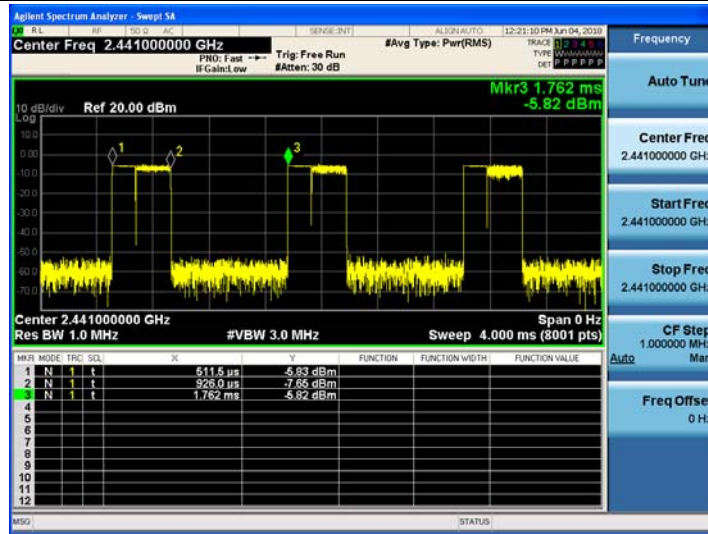 Agilent Spectrum Analyzer - Swept SA
RL RF 50 Ω AC SENSE:INT ALIGN AUTO 12:21:10 PM Jun 04, 2018
Center Freq 2.441000000 GHz #Avg Type: Pwr(RMS) TRACE 1 2 3 4 5 6
PNO: Fast Trig: Free Run TYPE
IFGain:Low #Atten: 30 dB DET P P P P P P
Mkr3 1.762 ms
10 dB/div Ref 20.00 dBm -5.82 dBm
Log
10.0
0.00
-10.0
-20.0
-30.0
-40.0
-50.0
-60.0
-70.0
1
2
3
Center 2.441000000 GHz Span 0 Hz
Res BW 1.0 MHz #VBW 3.0 MHz Sweep 4.000 ms (8001 pts)
MKR MODE TRC SCL X Y FUNCTION FUNCTION WIDTH FUNCTION VALUE
1 N 1 t 511.5 µs -5.83 dBm
2 N 1 t 926.0 µs -7.65 dBm
3 N 1 t 1.762 ms -5.82 dBm
4
5
6
7
8
9
10
11
12
MSG STATUS
Frequency
Auto Tune
Center Freq
2.441000000 GHz
Start Freq
2.441000000 GHz
Stop Freq
2.441000000 GHz
CF Step
1.000000 MHz
Auto Man
Freq Offset
0 Hz